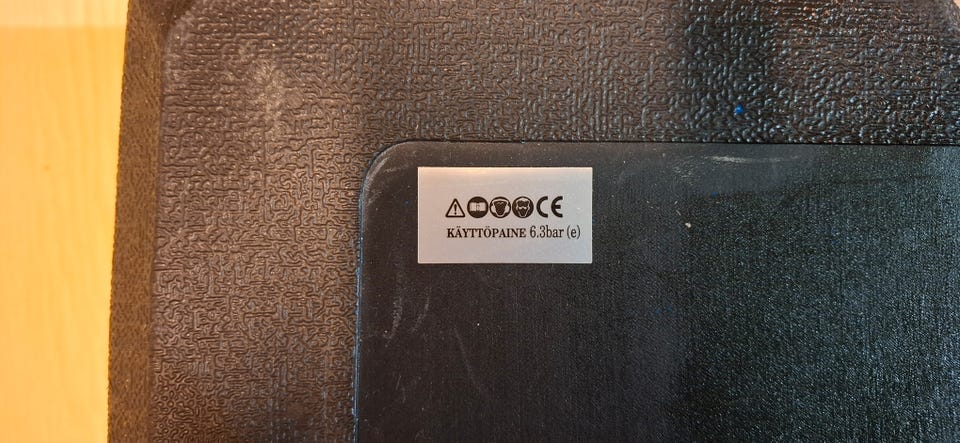 CE
KÄYTTÖPAINE 6.3bar (e)